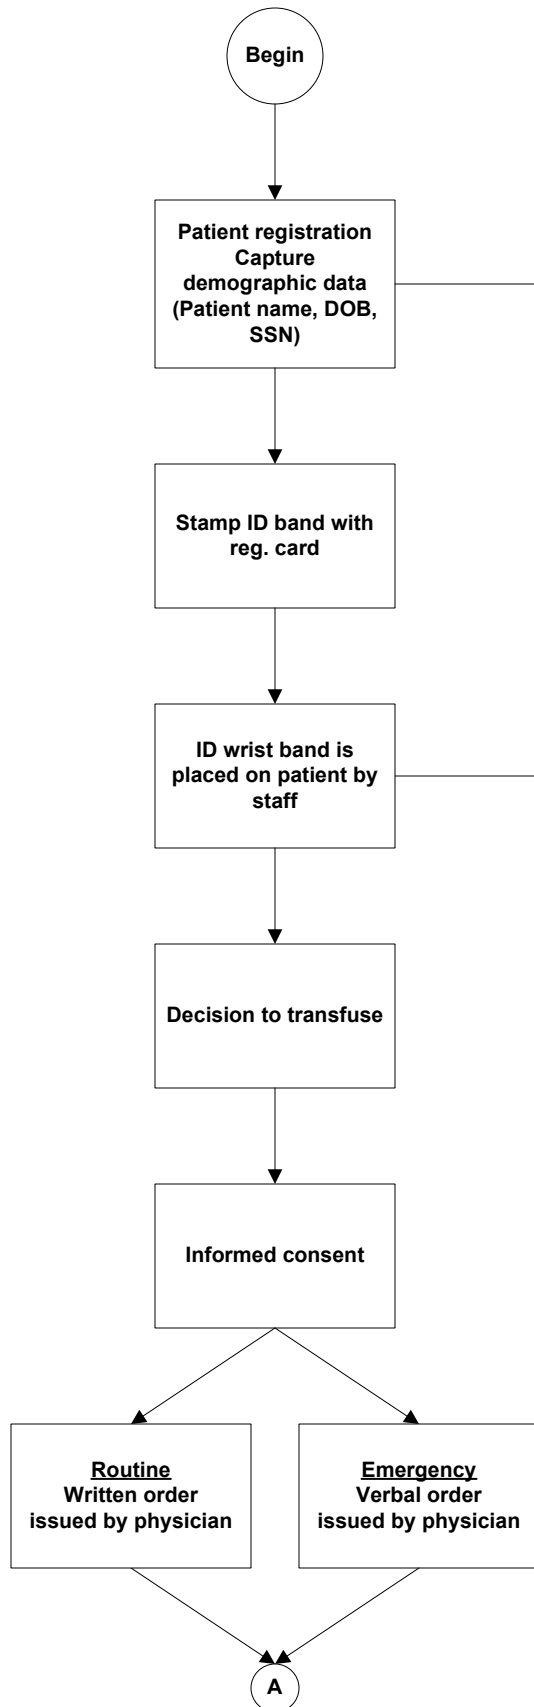 Begin
Patient registration
Capture
demographic data
(Patient name, DOB,
SSN)
Stamp ID band with
reg. card
ID wrist band is
placed on patient by
staff
Decision to transfuse
Informed consent
Routine
Written order
issued by physician
Emergency
Verbal order
issued by physician
A